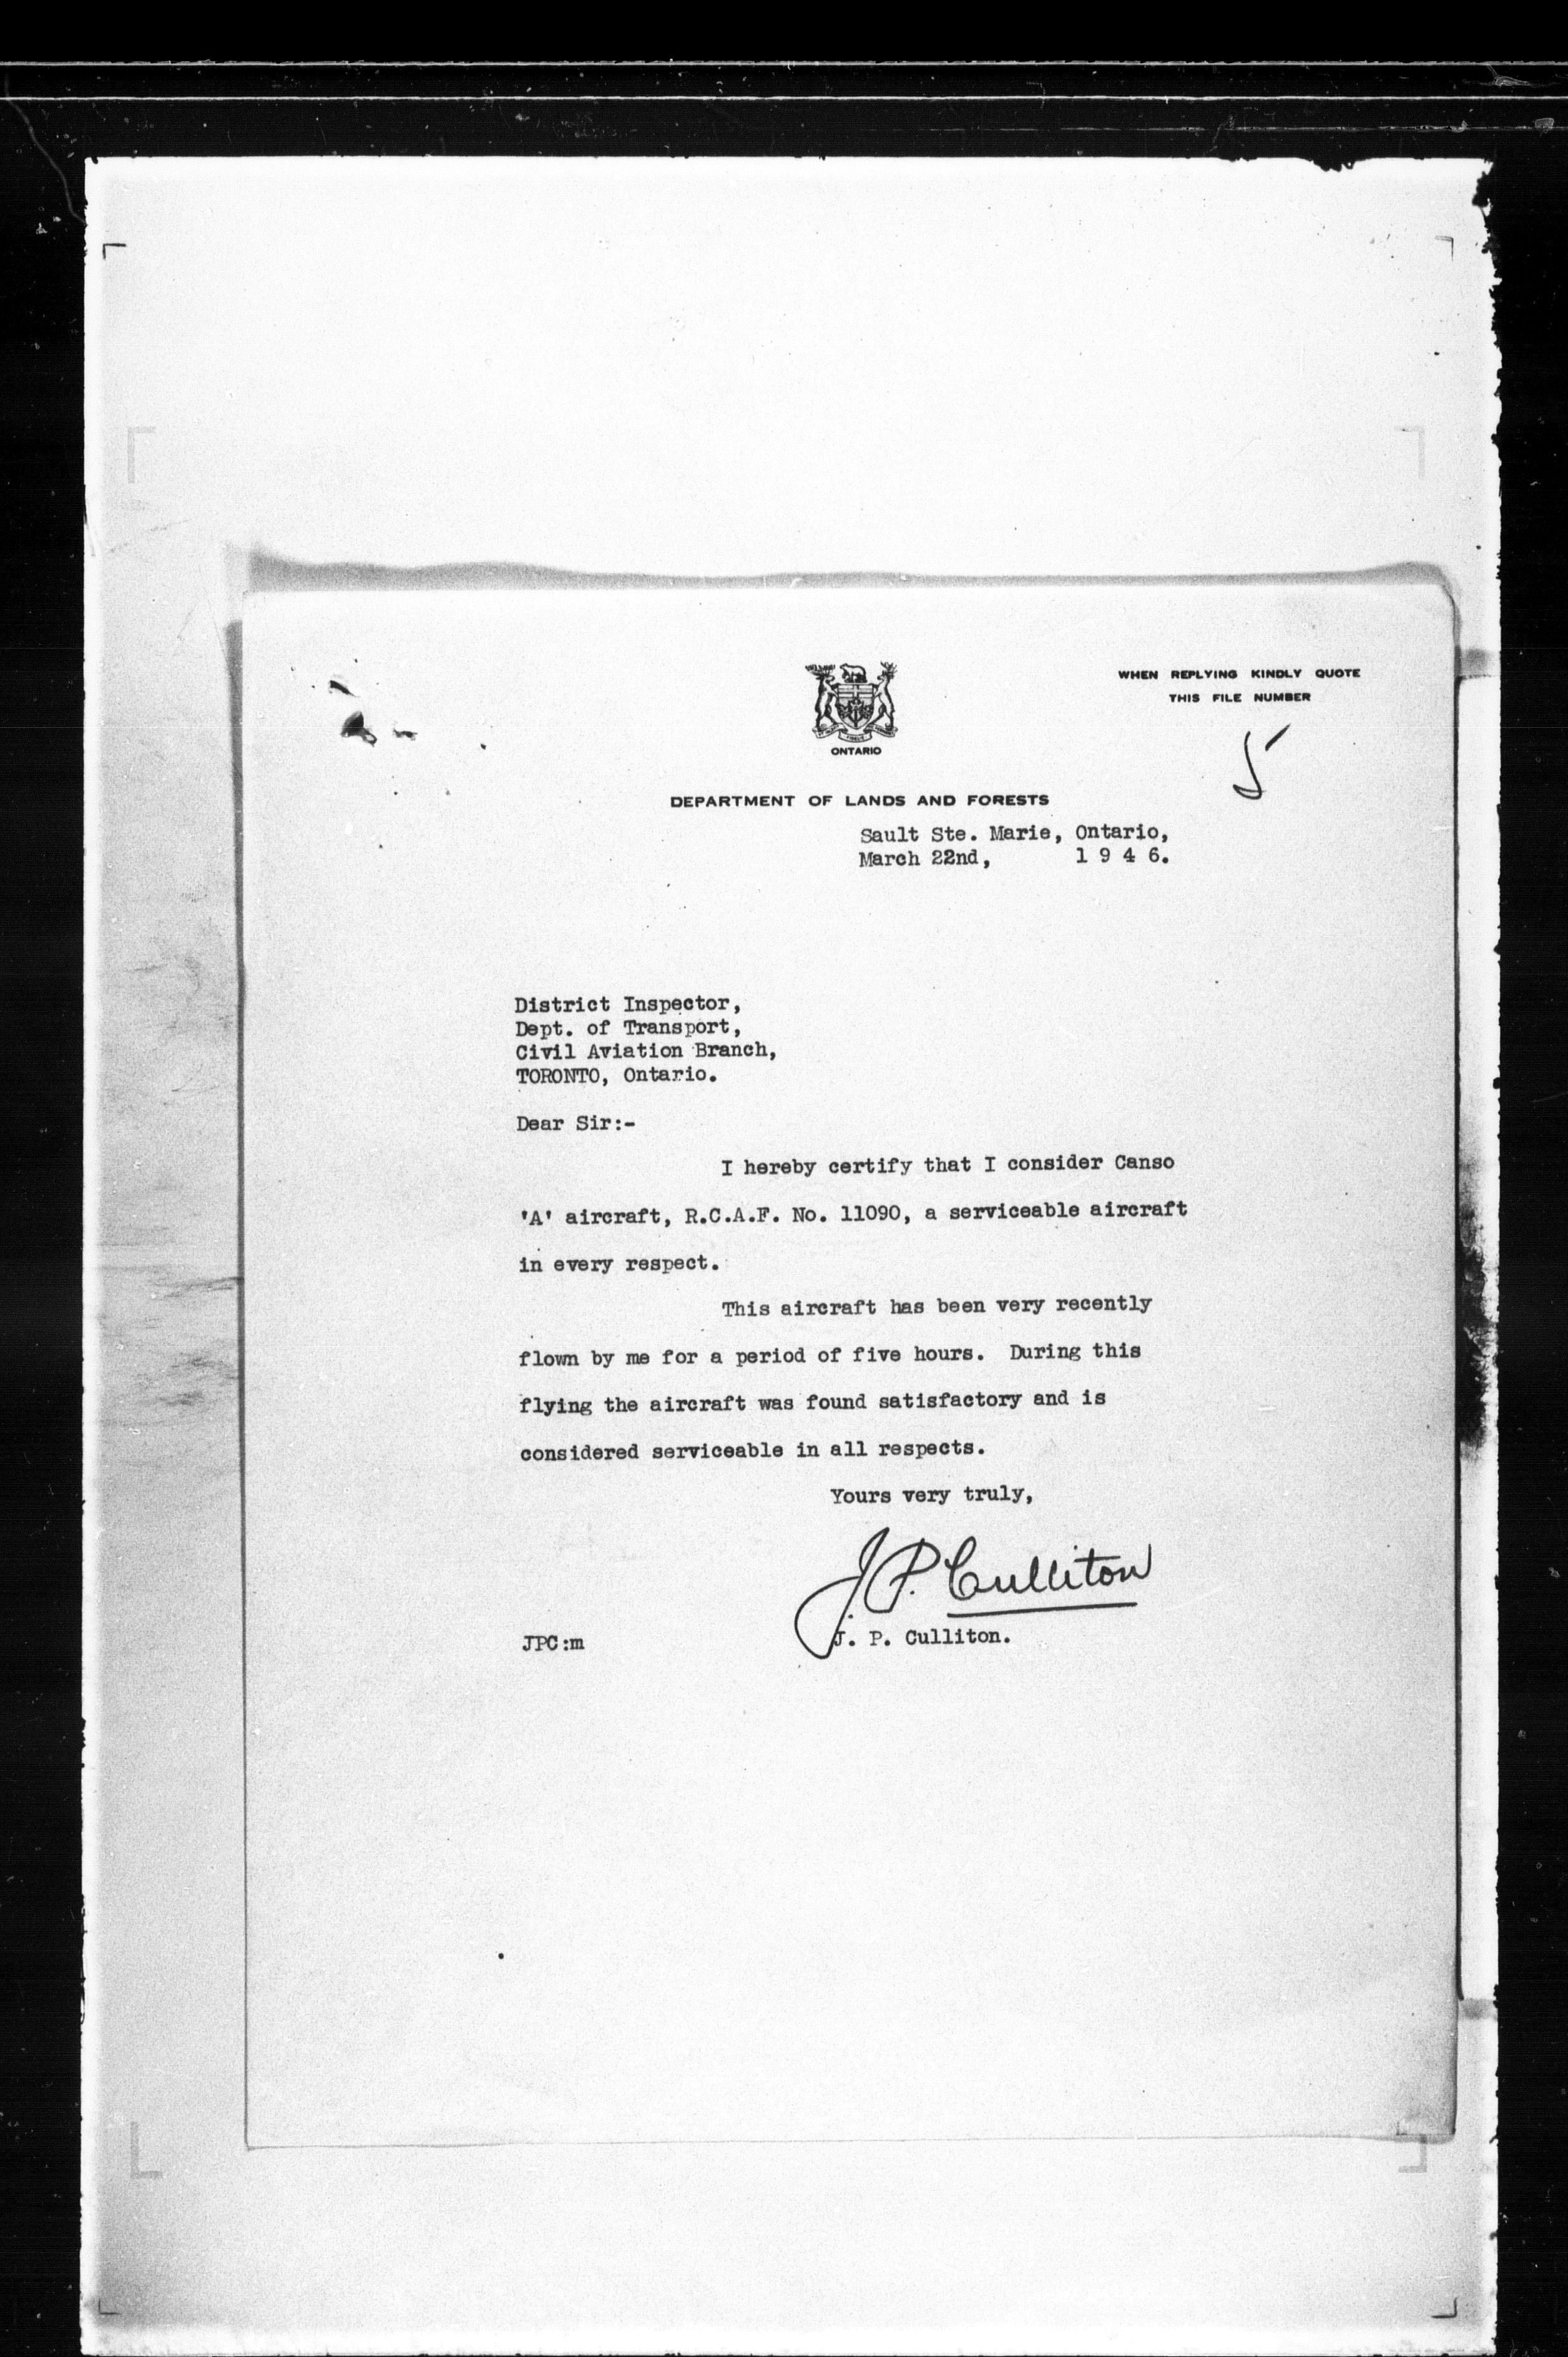 WHEN REPLYING KINDLY QUOTE
THIS FILE NUMBER
5
ONTARIO
DEPARTMENT OF LANDS AND FORESTS
Sault Ste. Marie, Ontario,
March 22nd, 1 9 4 6.
District Inspector,
Dept. of Transport,
Civil Aviation Branch,
TORONTO, Ontario.
Dear Sir:-
I hereby certify that I consider Canso
'A' aircraft, R.C.A.F. No. 11090, a serviceable aircraft
in every respect.
This aircraft has been very recently
flown by me for a period of five hours. During this
flying the aircraft was found satisfactory and is
considered serviceable in all respects.
Yours very truly,
J.P. Culliton
JPC:m J. P. Culliton.